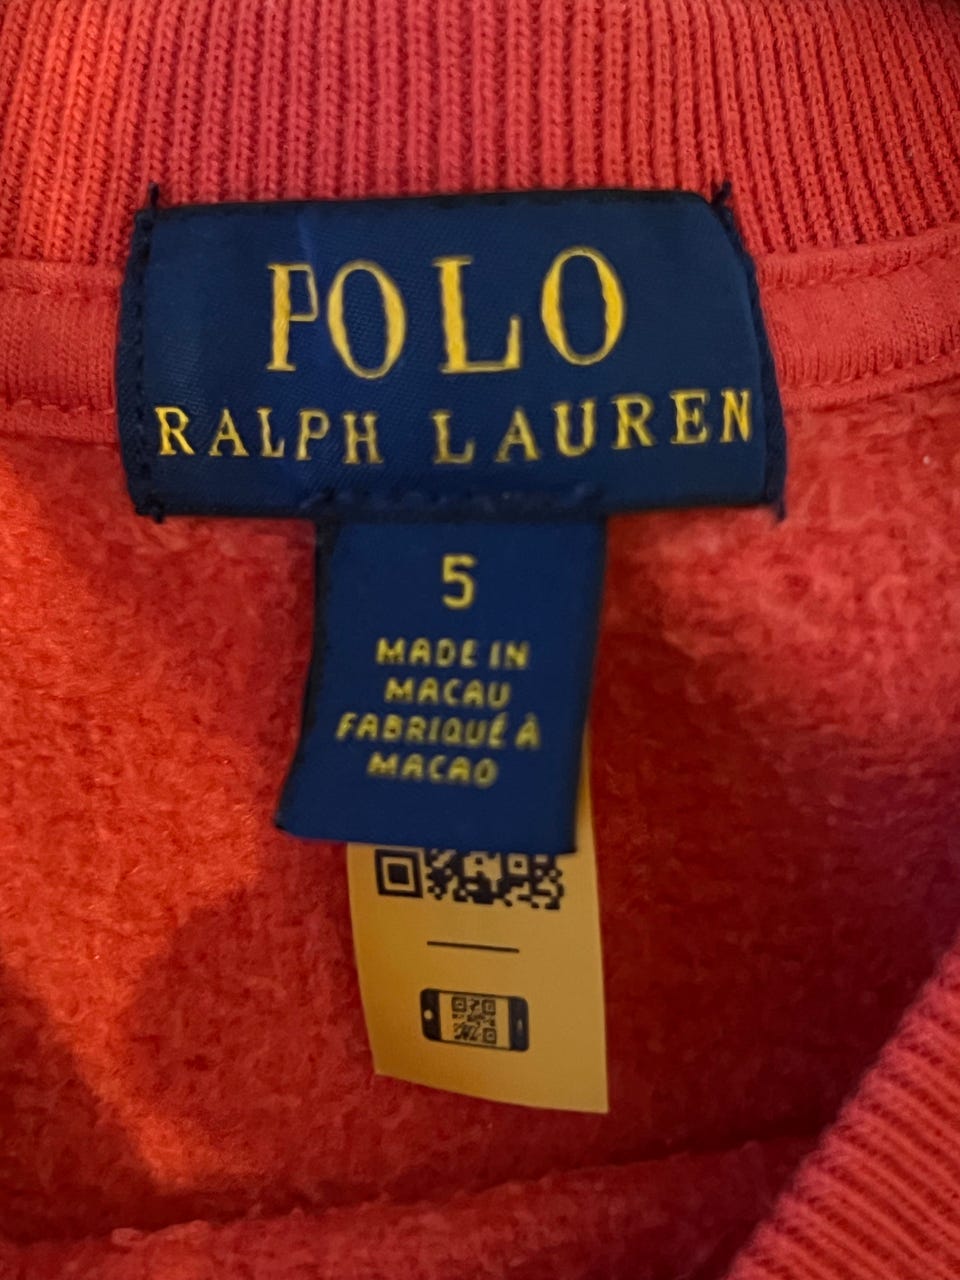 POLO
RALPH LAUREN
5
MADE IN
MACAU
FABRIQUÉ À
MACAO